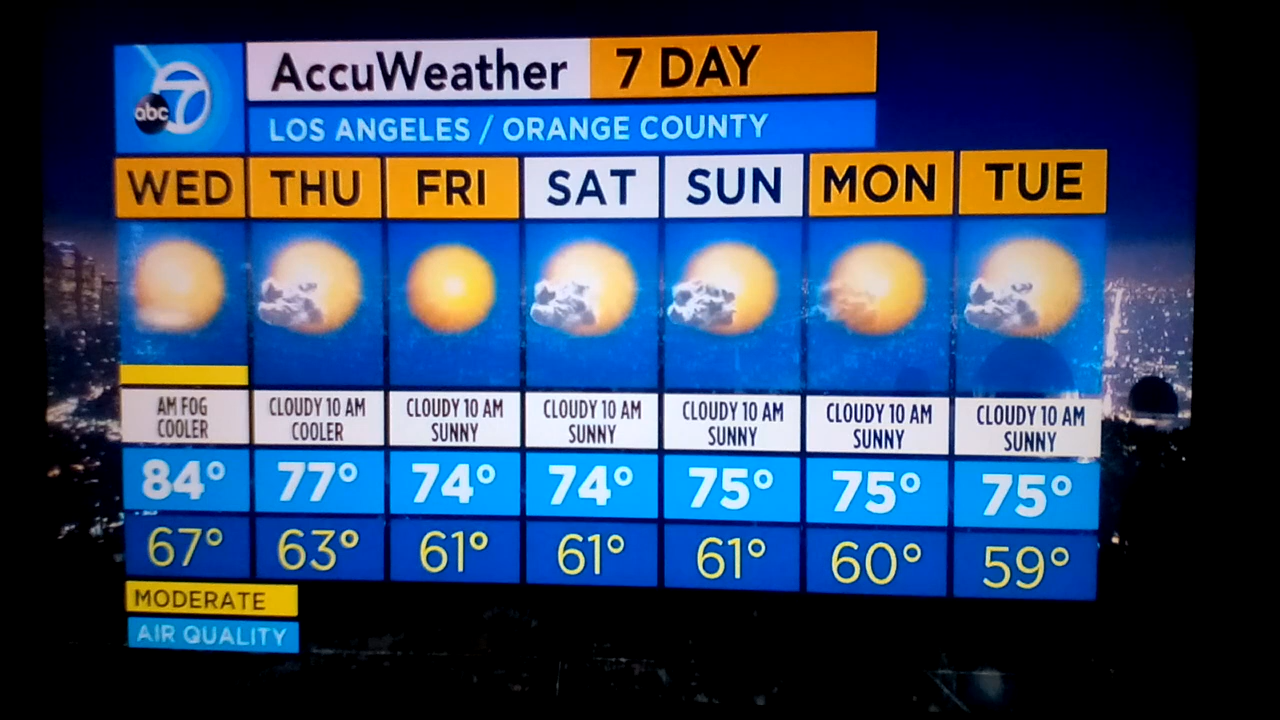 abc 7
AccuWeather 7 DAY
LOS ANGELES / ORANGE COUNTY
WED THU FRI SAT SUN MON TUE
AM FOG CLOUDY 10 AM CLOUDY 10 AM CLOUDY 10 AM CLOUDY 10 AM CLOUDY 10 AM CLOUDY 10 AM
COOLER COOLER SUNNY SUNNY SUNNY SUNNY SUNNY
84° 77° 74° 74° 75° 75° 75°
67° 63° 61° 61° 61° 60° 59°
MODERATE
AIR QUALITY